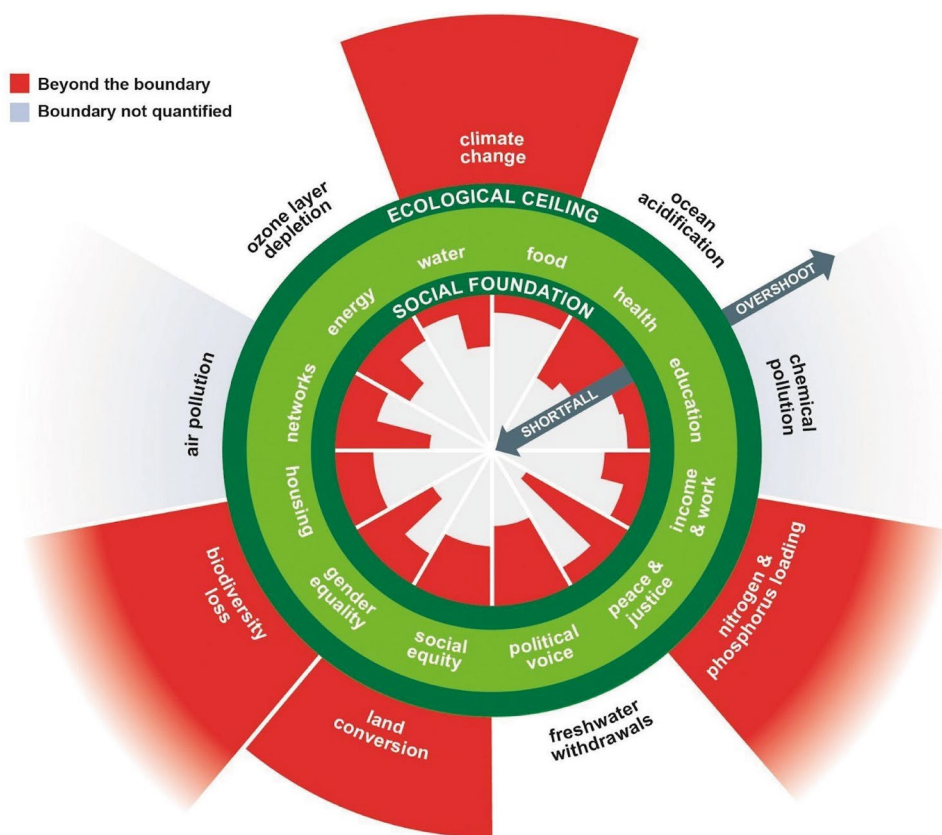 Beyond the boundary
Boundary not quantified
climate
change
ozone layer
depletion
ocean
acidification
ECOLOGICAL CEILING
OVERSHOOT
water
food
energy
health
SOCIAL FOUNDATION
networks
education
SHORTFALL
air pollution
chemical
pollution
housing
income
& work
gender
equality
peace &
justice
social
equity
political
voice
biodiversity
loss
nitrogen &
phosphorus loading
land
conversion
freshwater
withdrawals